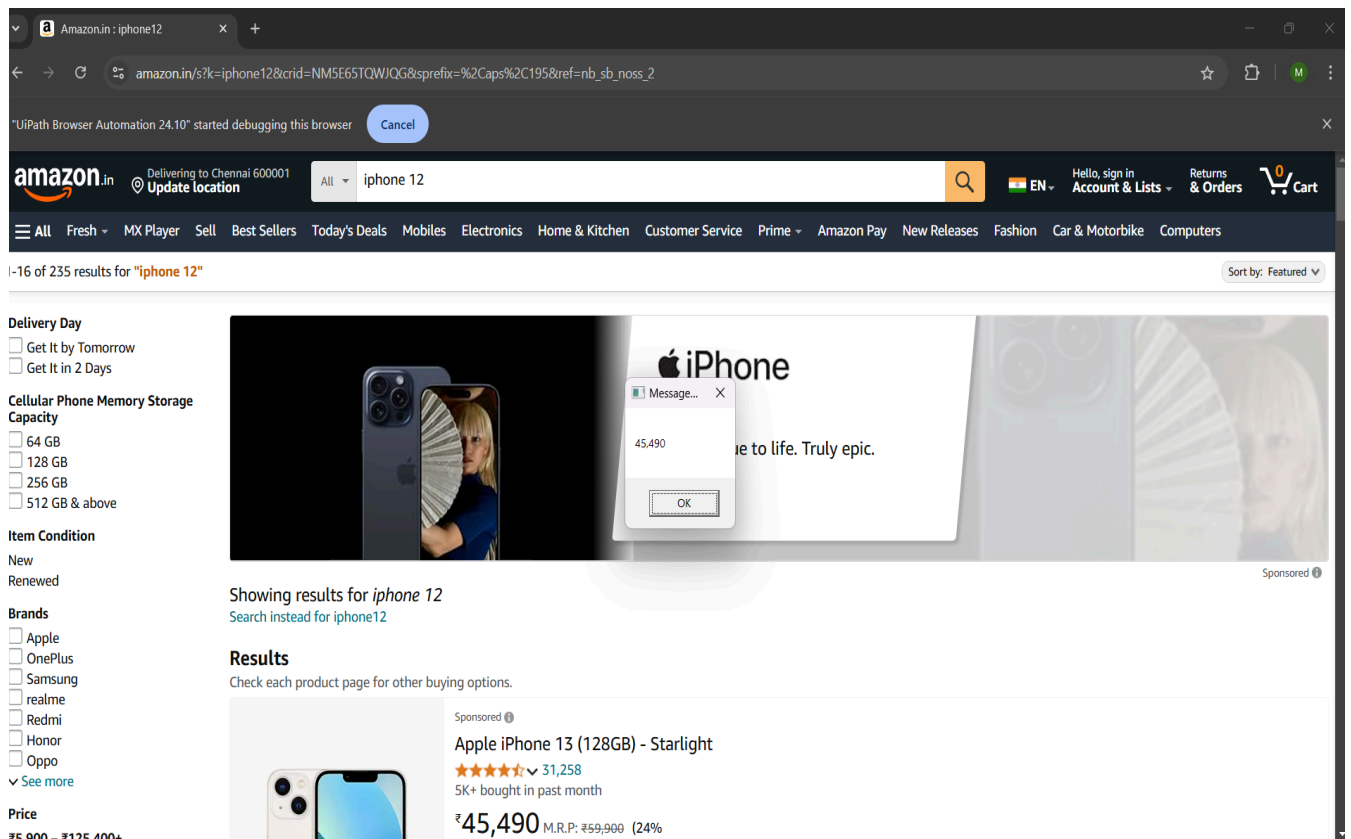 Amazon.in : iphone12
amazon.in/s?k=iphone12&crid=NM5E65TQWJQG&sprefix=%2Caps%2C195&ref=nb_sb_noss_2
M
"UiPath Browser Automation 24.10" started debugging this browser Cancel
amazon.in
Delivering to Chennai 600001
Update location
All
iphone 12
EN
Hello, sign in
Account & Lists
Returns
& Orders
0
Cart
All Fresh MX Player Sell Best Sellers Today's Deals Mobiles Electronics Home & Kitchen Customer Service Prime Amazon Pay New Releases Fashion Car & Motorbike Computers
1-16 of 235 results for "iphone 12"
Sort by: Featured
Delivery Day
Get It by Tomorrow
Get It in 2 Days
Cellular Phone Memory Storage
Capacity
64 GB
128 GB
256 GB
512 GB & above
Item Condition
New
Renewed
Brands
Apple
OnePlus
Samsung
realme
Redmi
Honor
Oppo
See more
Price
₹5,900 – ₹125,400+
iPhone
Message...
45,490
OK
to life. Truly epic.
Sponsored
Showing results for iphone 12
Search instead for iphone12
Results
Check each product page for other buying options.
Sponsored
Apple iPhone 13 (128GB) - Starlight
31,258
5K+ bought in past month
₹45,490 M.R.P: ₹59,900 (24%